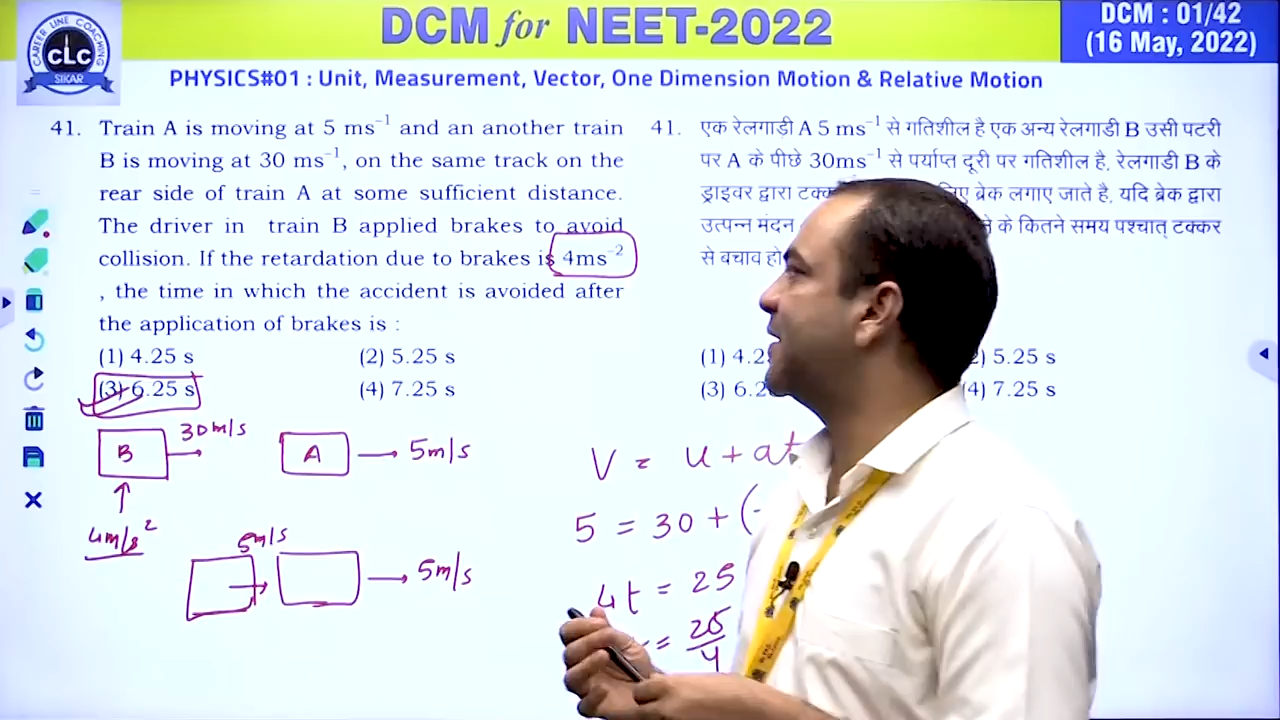 DCM for NEET-2022
DCM : 01/42
(16 May, 2022)
CAREER LINE COACHING
CLC
SIKAR
PHYSICS#01 : Unit, Measurement, Vector, One Dimension Motion & Relative Motion
41. Train A is moving at 5 ms⁻¹ and an another train
B is moving at 30 ms⁻¹, on the same track on the
rear side of train A at some sufficient distance.
The driver in train B applied brakes to avoid
collision. If the retardation due to brakes is 4ms⁻²
, the time in which the accident is avoided after
the application of brakes is :
(1) 4.25 s (2) 5.25 s
(3) 6.25 s (4) 7.25 s
41. एक रेलगाड़ी A 5 ms⁻¹ से गतिशील है एक अन्य रेलगाडी B उसी पटरी
पर A के पीछे 30ms⁻¹ से पर्याप्त दूरी पर गतिशील है, रेलगाडी B के
ड्राइवर द्वारा ब्रेक लगाए जाते है, यदि ब्रेक द्वारा
उत्पन्न मंदन के कितने समय पश्चात् टक्कर
से बचाव
(1) 4.2 5.25 s
(3) 6.2 (4) 7.25 s
B 30m/s A 5m/s
4m/s²
5m/s 5m/s
V = u + at
5 = 30 + (-
4t = 25
= 25/4